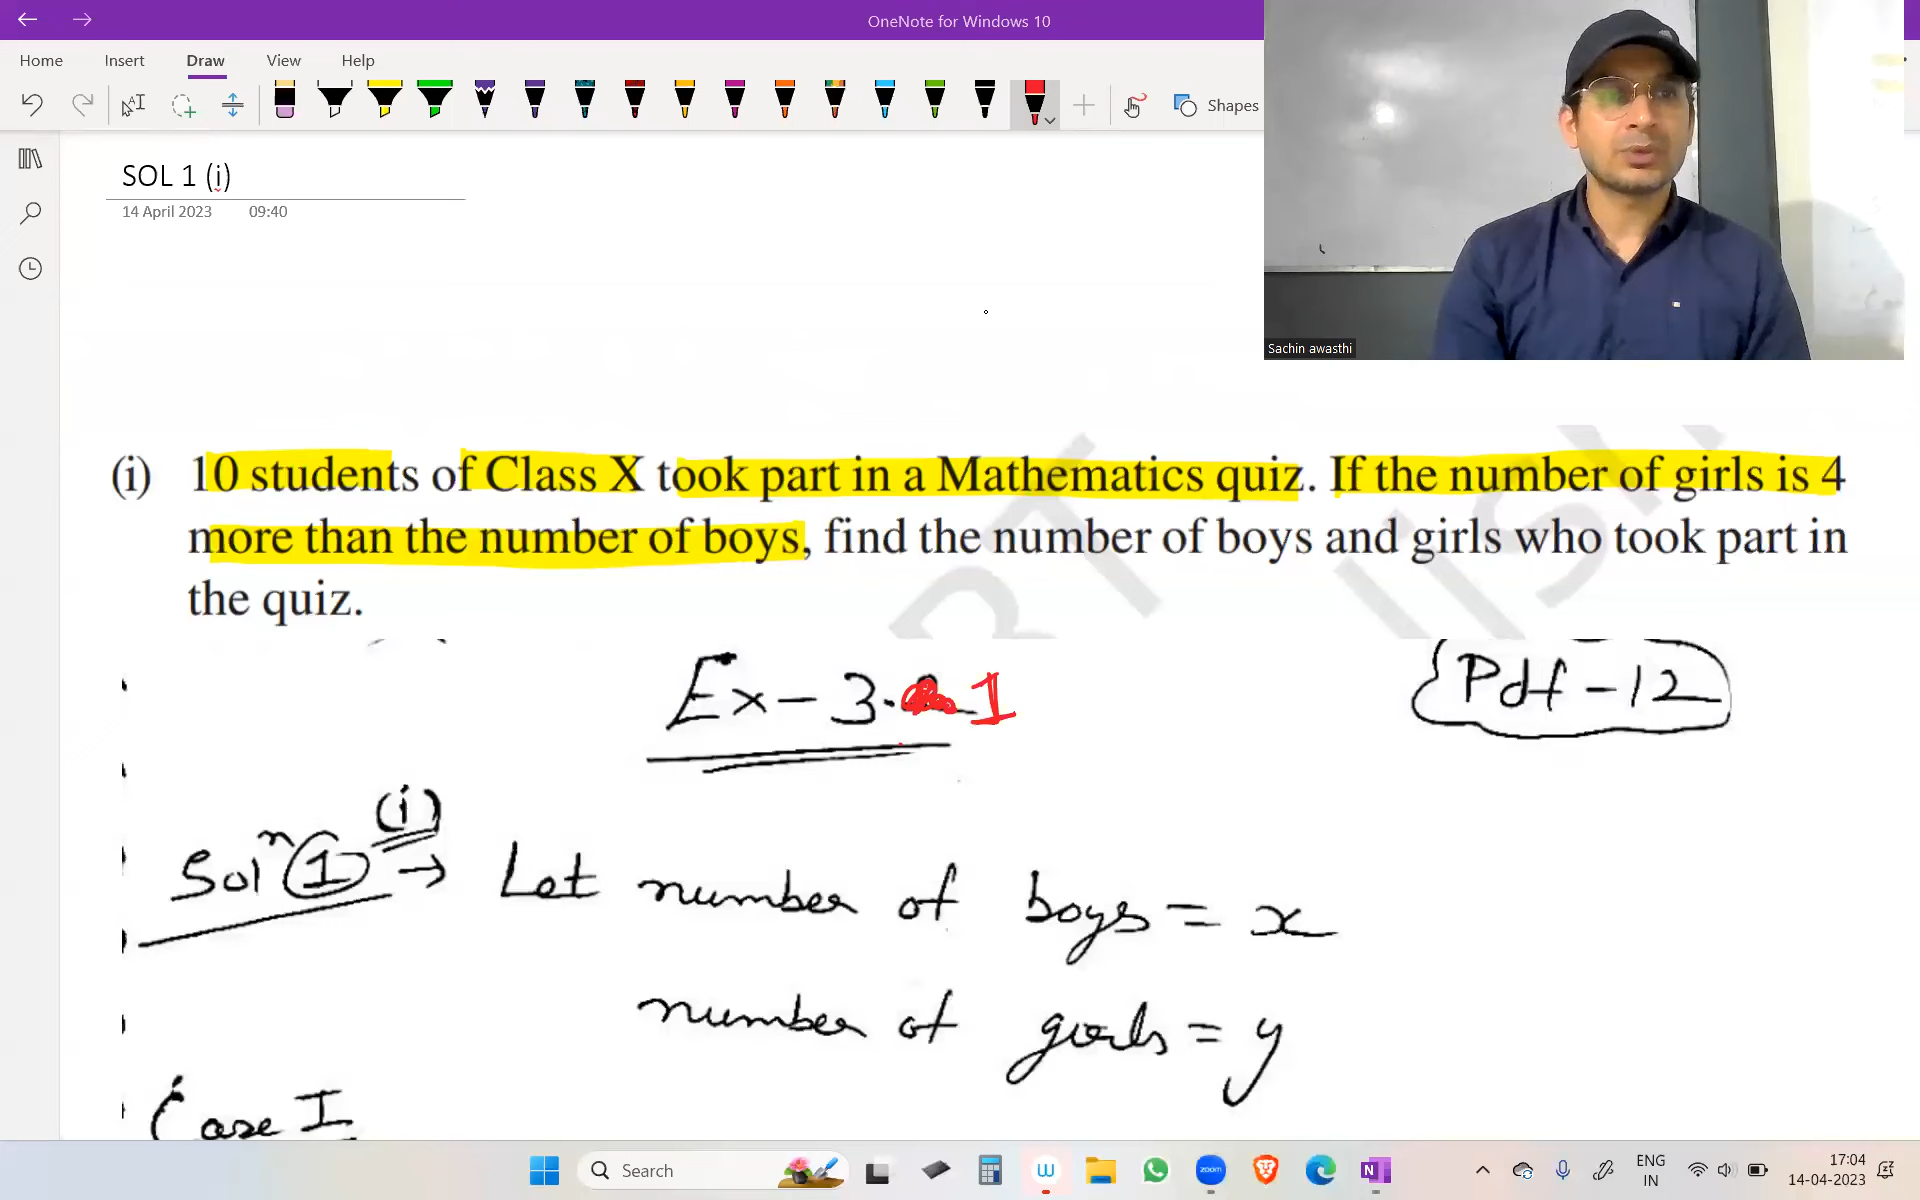 OneNote for Windows 10
Home Insert Draw View Help
Shapes
SOL 1 (i)
14 April 2023 09:40
Sachin awasthi
(i) 10 students of Class X took part in a Mathematics quiz. If the number of girls is 4
more than the number of boys, find the number of boys and girls who took part in
the quiz.
Ex - 3.1
Pdf - 12
Solⁿ 1 (i) → Let number of boys = x
number of girls = y
Case I
Search
zoom
ENG
IN
17:04
14-04-2023